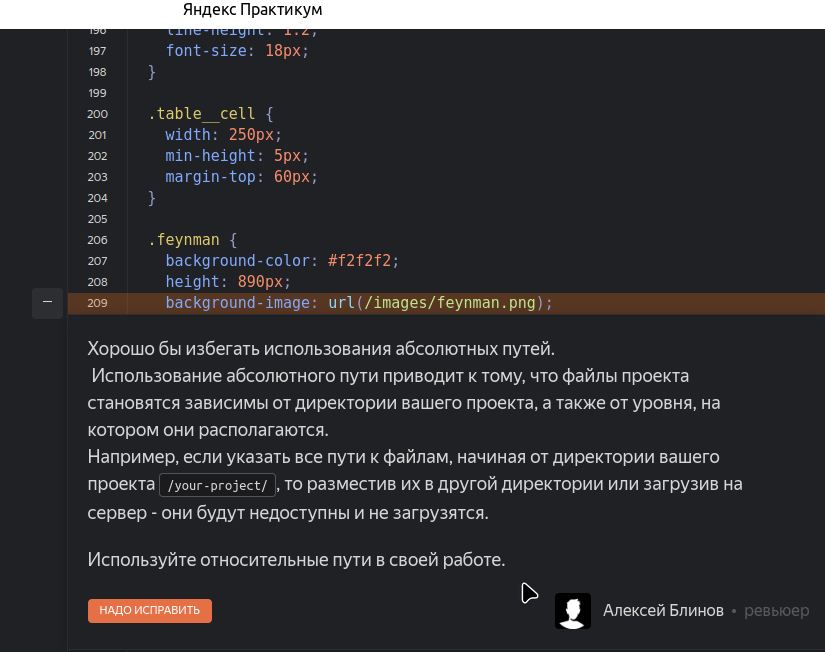 Яндекс Практикум
196 line-height: 1.2;
197 font-size: 18px;
198 }
199
200 .table__cell {
201 width: 250px;
202 min-height: 5px;
203 margin-top: 60px;
204 }
205
206 .feynman {
207 background-color: #f2f2f2;
208 height: 890px;
209 background-image: url(/images/feynman.png);
Хорошо бы избегать использования абсолютных путей.
Использование абсолютного пути приводит к тому, что файлы проекта
становятся зависимы от директории вашего проекта, а также от уровня, на
котором они располагаются.
Например, если указать все пути к файлам, начиная от директории вашего
проекта /your-project/, то разместив их в другой директории или загрузив на
сервер - они будут недоступны и не загрузятся.
Используйте относительные пути в своей работе.
НАДО ИСПРАВИТЬ
Алексей Блинов • ревьюер